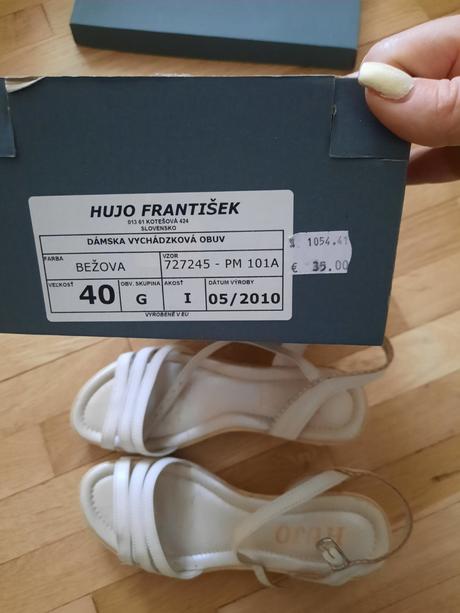 HUJO FRANTIŠEK
013 61 KOTEŠOVÁ 424
SLOVENSKO
DÁMSKA VYCHÁDZKOVÁ OBUV
FARBA BEŽOVA VZOR 727245 - PM 101A
VEĽKOSŤ 40 OBV. SKUPINA G AKOSŤ I DÁTUM VÝROBY 05/2010
VYROBENÉ V EU
1054.41
€ 35.00
HUJO